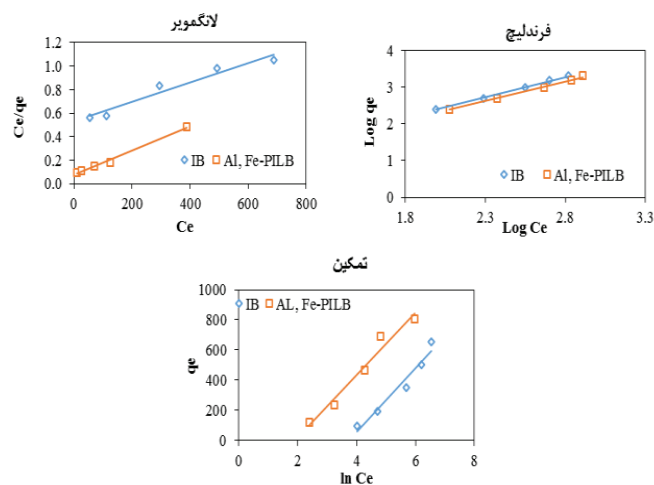 لانگمویر
Ce/qe
1.2
1.0
0.8
0.6
0.4
0.2
0.0
IB Al, Fe-PILB
0 200 400 600 800
Ce
فرندلیچ
Log qe
4
3
2
1
0
IB Al, Fe-PILB
1.8 2.3 2.8 3.3
Log Ce
تمکین
qe
1000
800
600
400
200
0
IB AL, Fe-PILB
0 2 4 6 8
ln Ce